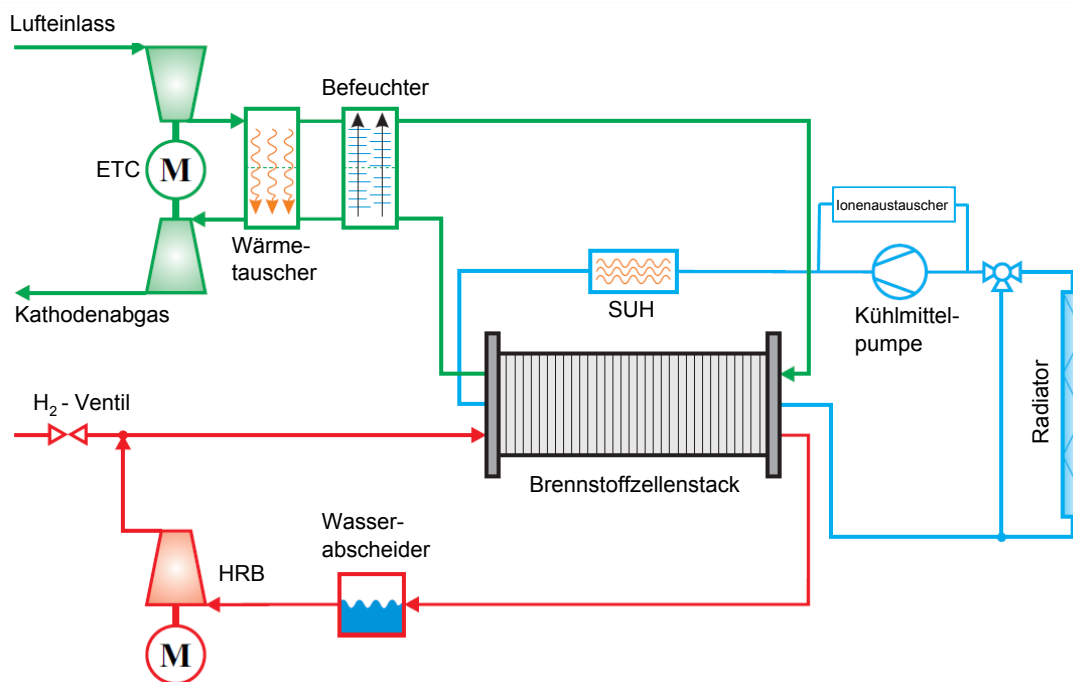 Lufteinlass
Befeuchter
ETC
M
Wärme-
tauscher
Kathodenabgas
Ionenaustauscher
SUH
Kühlmittel-
pumpe
Radiator
H₂ - Ventil
Brennstoffzellenstack
Wasser-
abscheider
HRB
M